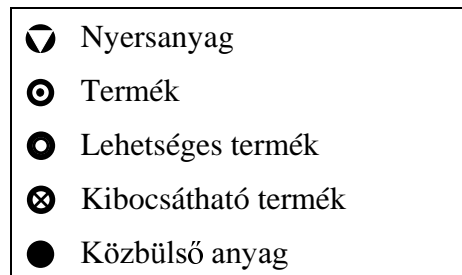 Nyersanyag
Termék
Lehetséges termék
Kibocsátható termék
Közbülső anyag